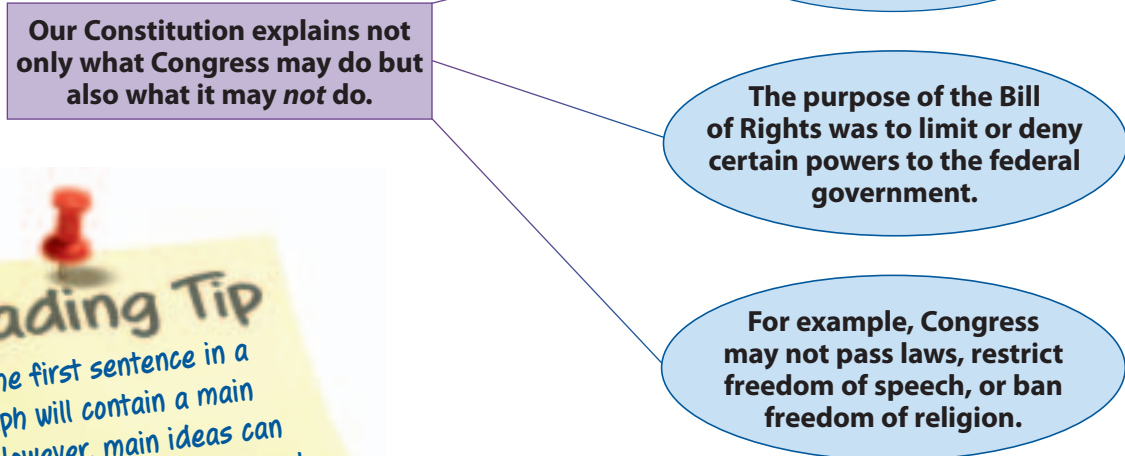 Our Constitution explains not
only what Congress may do but
also what it may not do.
The purpose of the Bill
of Rights was to limit or deny
certain powers to the federal
government.
For example, Congress
may not pass laws, restrict
freedom of speech, or ban
freedom of religion.
ading Tip
first sentence in a
will contain a main
main ideas can